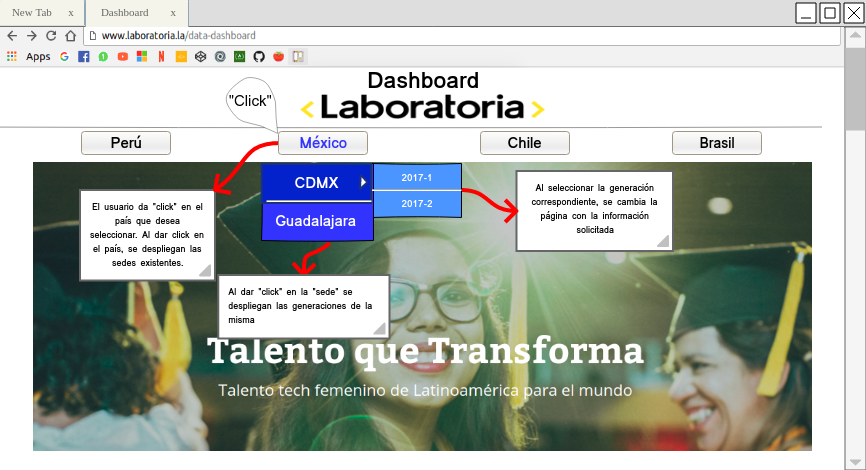 New Tab x Dashboard x
www.laboratoria.la/data-dashboard
Apps
Dashboard
"Click"
< Laboratoria >
Perú México Chile Brasil
CDMX
2017-1
2017-2
Guadalajara
El usuario da "click" en el
país que desea
seleccionar. Al dar click en
el país, se despliegan las
sedes existentes.
Al seleccionar la generación
correspondiente, se cambia la
página con la información
solicitada
Al dar "click" en la "sede" se
despliegan las generaciones de la
misma
Talento que Transforma
Talento tech femenino de Latinoamérica para el mundo